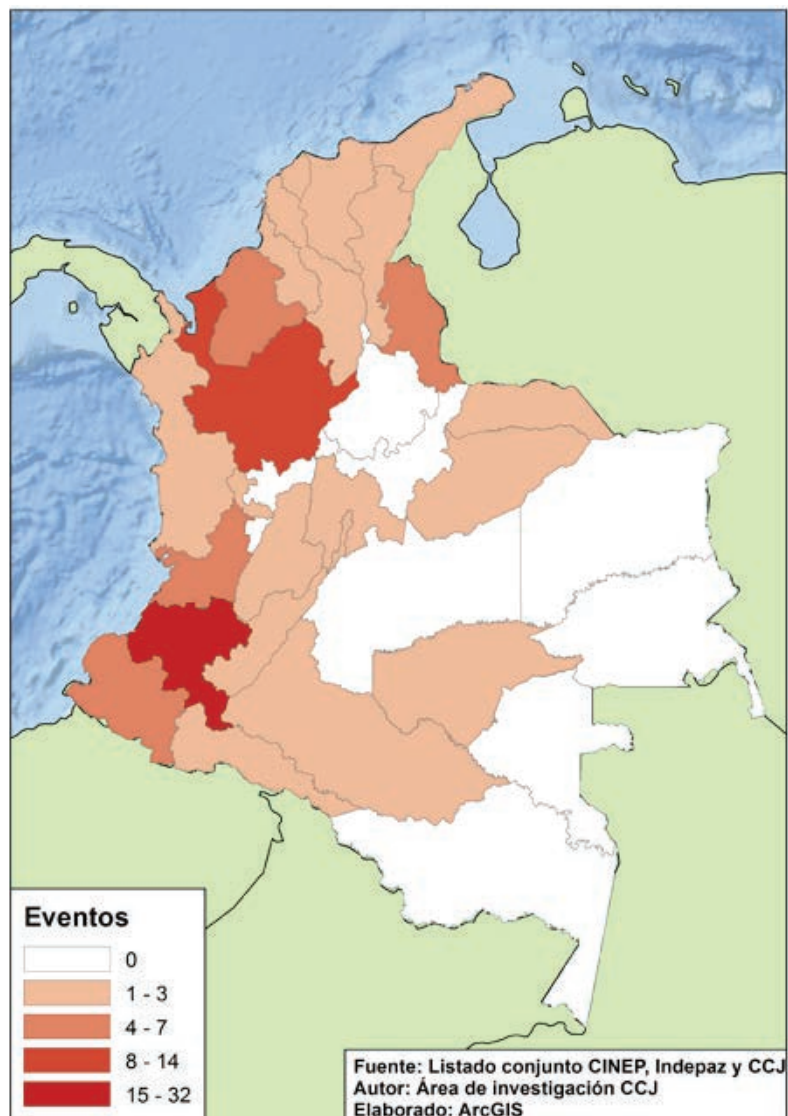 Eventos
0
1 - 3
4 - 7
8 - 14
15 - 32
Fuente: Listado conjunto CINEP, Indepaz y CCJ
Autor: Área de investigación CCJ
Elaborado: ArcGIS